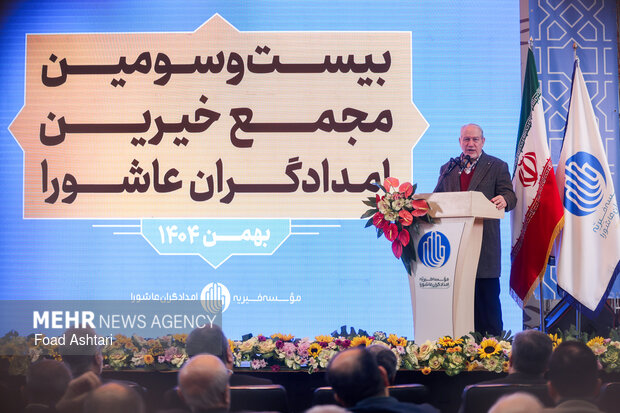 بیست‌وسومین
مجمع خیرین
امدادگران عاشورا
بهمن ۱۴۰۴
مؤسسه خیریه امدادگران عاشورا
MEHR NEWS AGENCY
Foad Ashtari